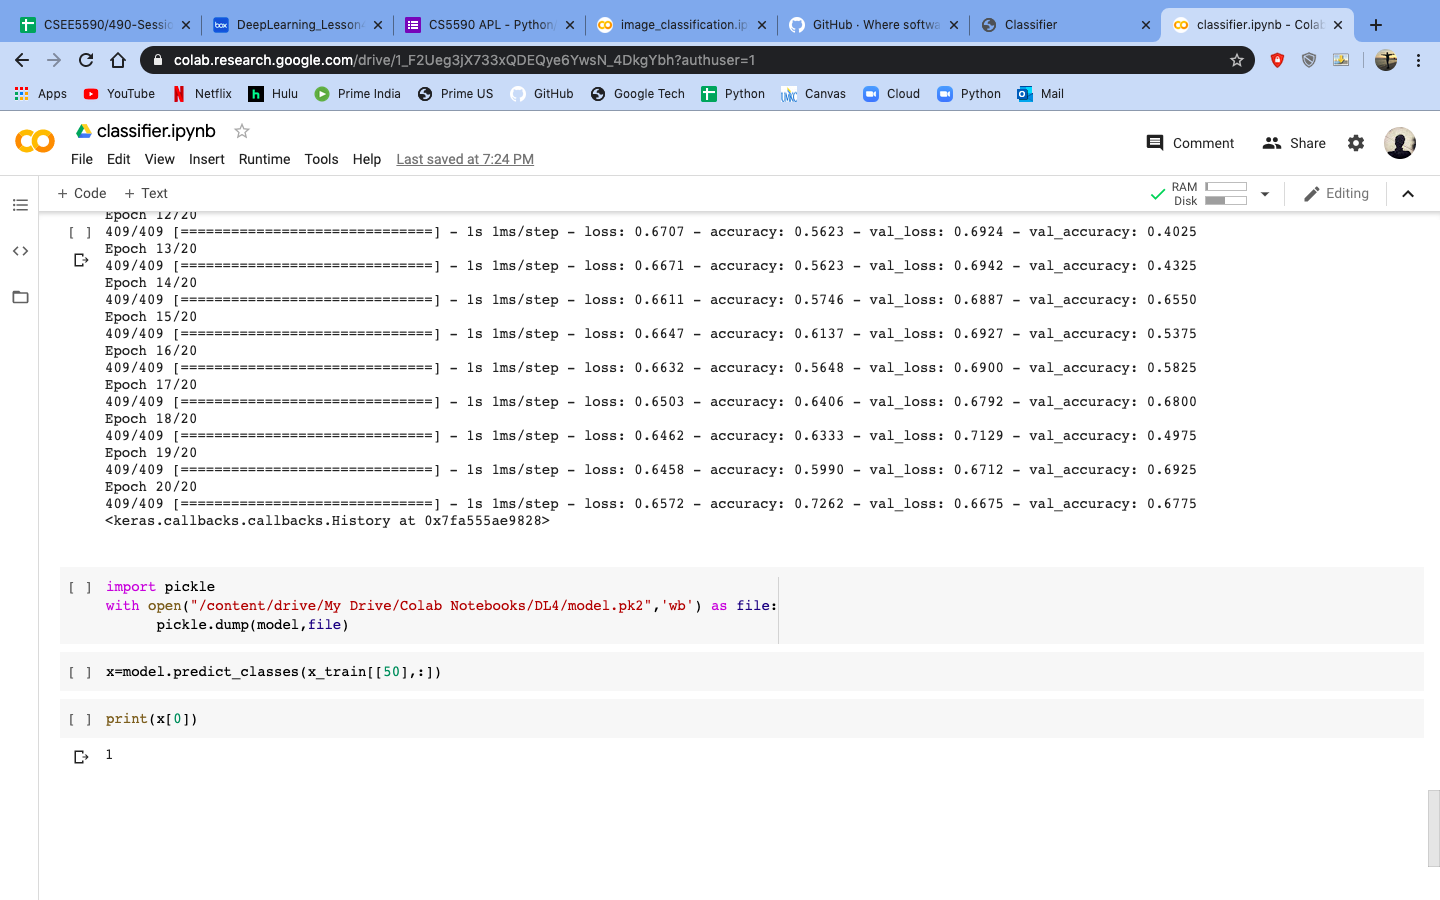 CSEE5590/490-Sessio
DeepLearning_Lesson4
CS5590 APL - Python/
image_classification.ip
GitHub · Where softwa
Classifier
classifier.ipynb - Colab
colab.research.google.com/drive/1_F2Ueg3jX733xQDEQye6YwsN_4DkgYbh?authuser=1
Apps YouTube Netflix Hulu Prime India Prime US GitHub Google Tech Python Canvas Cloud Python Mail
classifier.ipynb
Comment Share
File Edit View Insert Runtime Tools Help Last saved at 7:24 PM
+ Code + Text
RAM
Disk
Editing
Epoch 12/20
[ ] 409/409 [==============================] - 1s 1ms/step - loss: 0.6707 - accuracy: 0.5623 - val_loss: 0.6924 - val_accuracy: 0.4025
Epoch 13/20
409/409 [==============================] - 1s 1ms/step - loss: 0.6671 - accuracy: 0.5623 - val_loss: 0.6942 - val_accuracy: 0.4325
Epoch 14/20
409/409 [==============================] - 1s 1ms/step - loss: 0.6611 - accuracy: 0.5746 - val_loss: 0.6887 - val_accuracy: 0.6550
Epoch 15/20
409/409 [==============================] - 1s 1ms/step - loss: 0.6647 - accuracy: 0.6137 - val_loss: 0.6927 - val_accuracy: 0.5375
Epoch 16/20
409/409 [==============================] - 1s 1ms/step - loss: 0.6632 - accuracy: 0.5648 - val_loss: 0.6900 - val_accuracy: 0.5825
Epoch 17/20
409/409 [==============================] - 1s 1ms/step - loss: 0.6503 - accuracy: 0.6406 - val_loss: 0.6792 - val_accuracy: 0.6800
Epoch 18/20
409/409 [==============================] - 1s 1ms/step - loss: 0.6462 - accuracy: 0.6333 - val_loss: 0.7129 - val_accuracy: 0.4975
Epoch 19/20
409/409 [==============================] - 1s 1ms/step - loss: 0.6458 - accuracy: 0.5990 - val_loss: 0.6712 - val_accuracy: 0.6925
Epoch 20/20
409/409 [==============================] - 1s 1ms/step - loss: 0.6572 - accuracy: 0.7262 - val_loss: 0.6675 - val_accuracy: 0.6775
<keras.callbacks.callbacks.History at 0x7fa555ae9828>
[ ] import pickle
with open("/content/drive/My Drive/Colab Notebooks/DL4/model.pk2",'wb') as file:
pickle.dump(model,file)
[ ] x=model.predict_classes(x_train[[50],:])
[ ] print(x[0])
1